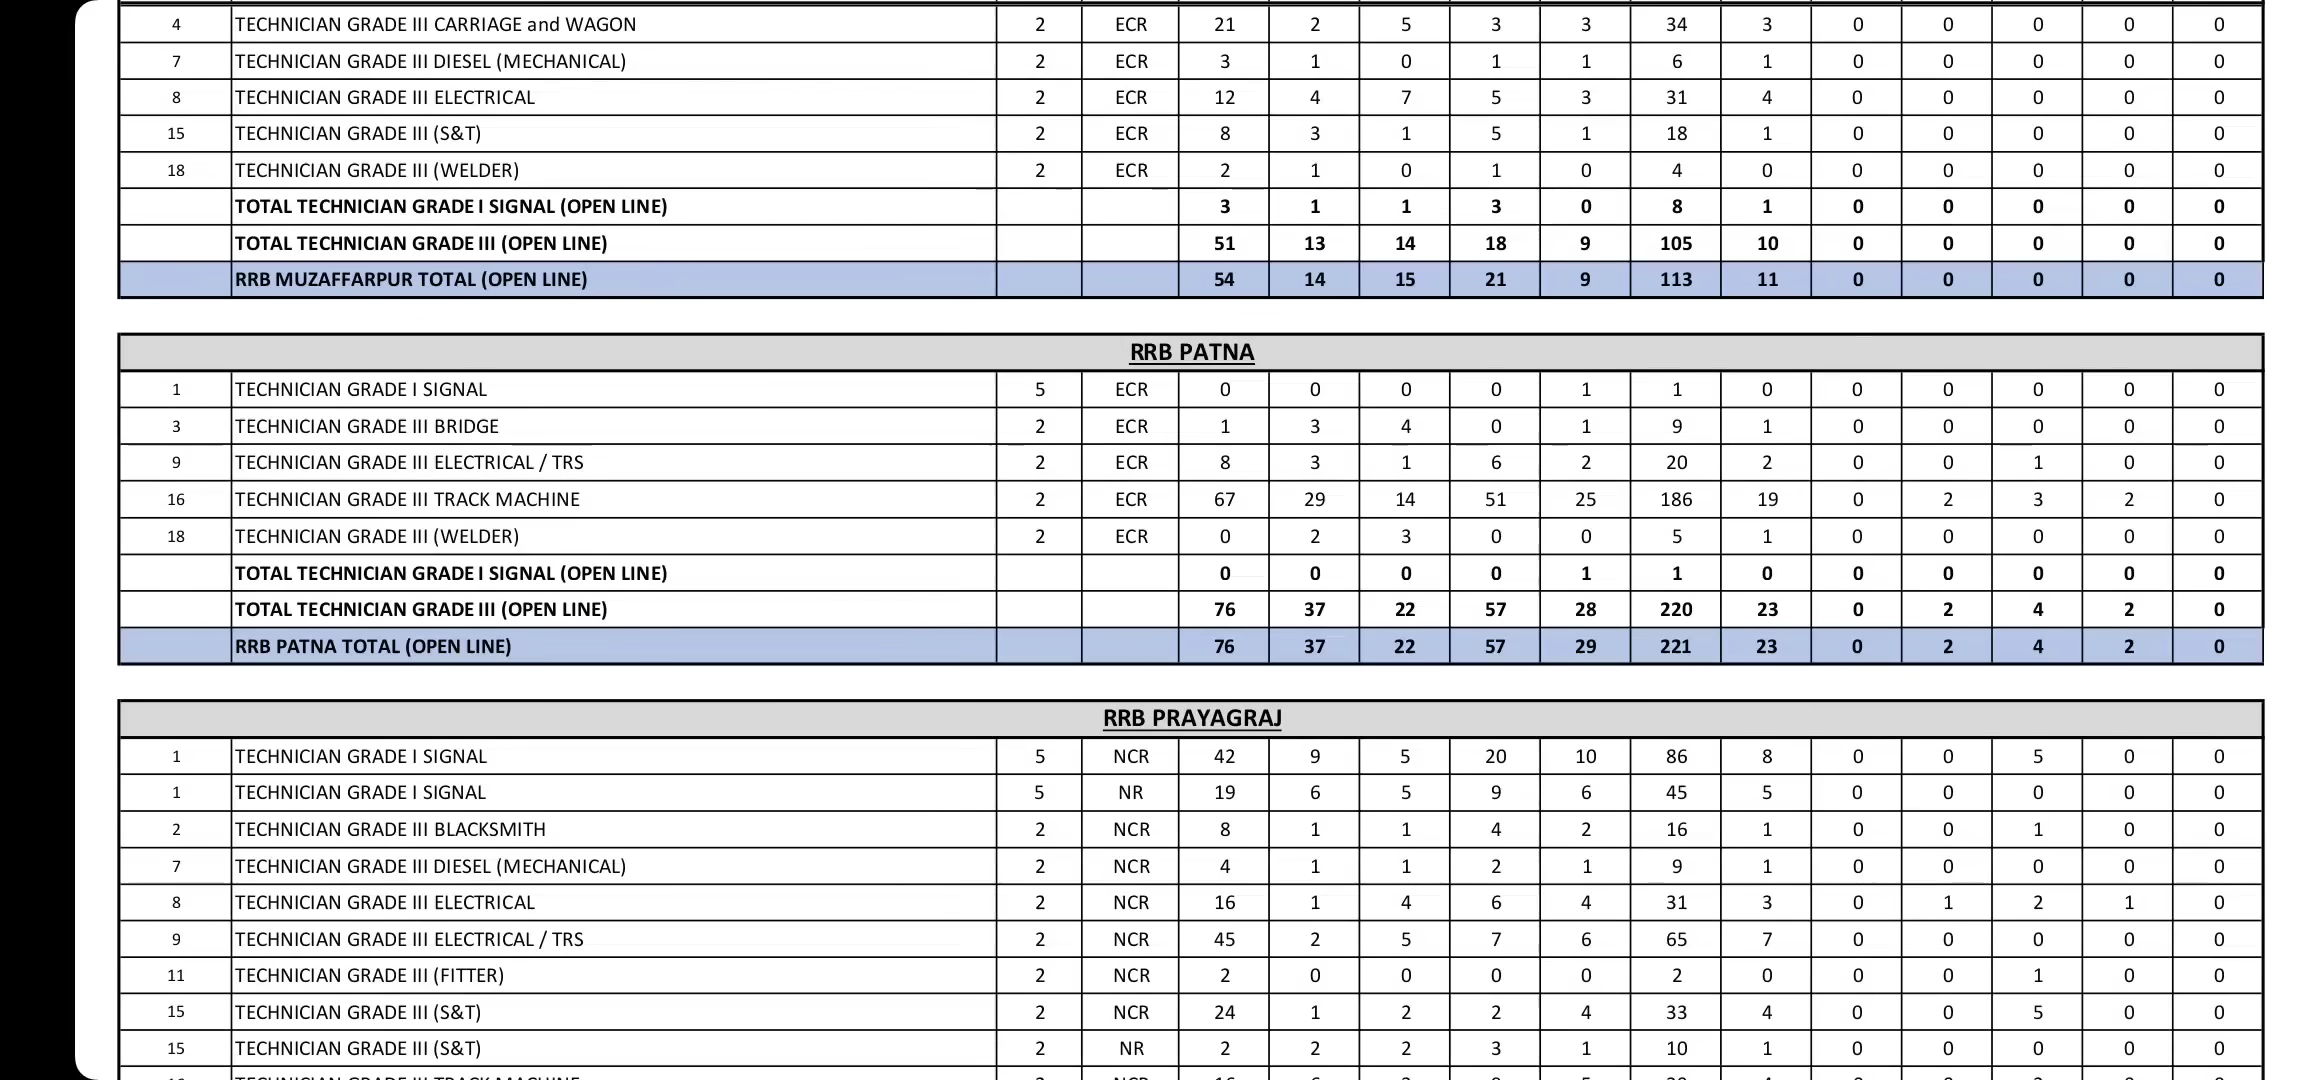 4 TECHNICIAN GRADE III CARRIAGE and WAGON 2 ECR 21 2 5 3 3 34 3 0 0 0 0 0
7 TECHNICIAN GRADE III DIESEL (MECHANICAL) 2 ECR 3 1 0 1 1 6 1 0 0 0 0 0
8 TECHNICIAN GRADE III ELECTRICAL 2 ECR 12 4 7 5 3 31 4 0 0 0 0 0
15 TECHNICIAN GRADE III (S&T) 2 ECR 8 3 1 5 1 18 1 0 0 0 0 0
18 TECHNICIAN GRADE III (WELDER) 2 ECR 2 1 0 1 0 4 0 0 0 0 0 0
TOTAL TECHNICIAN GRADE I SIGNAL (OPEN LINE) 3 1 1 3 0 8 1 0 0 0 0 0
TOTAL TECHNICIAN GRADE III (OPEN LINE) 51 13 14 18 9 105 10 0 0 0 0 0
RRB MUZAFFARPUR TOTAL (OPEN LINE) 54 14 15 21 9 113 11 0 0 0 0 0
RRB PATNA
1 TECHNICIAN GRADE I SIGNAL 5 ECR 0 0 0 0 1 1 0 0 0 0 0 0
3 TECHNICIAN GRADE III BRIDGE 2 ECR 1 3 4 0 1 9 1 0 0 0 0 0
9 TECHNICIAN GRADE III ELECTRICAL / TRS 2 ECR 8 3 1 6 2 20 2 0 0 1 0 0
16 TECHNICIAN GRADE III TRACK MACHINE 2 ECR 67 29 14 51 25 186 19 0 2 3 2 0
18 TECHNICIAN GRADE III (WELDER) 2 ECR 0 2 3 0 0 5 1 0 0 0 0 0
TOTAL TECHNICIAN GRADE I SIGNAL (OPEN LINE) 0 0 0 0 1 1 0 0 0 0 0 0
TOTAL TECHNICIAN GRADE III (OPEN LINE) 76 37 22 57 28 220 23 0 2 4 2 0
RRB PATNA TOTAL (OPEN LINE) 76 37 22 57 29 221 23 0 2 4 2 0
RRB PRAYAGRAJ
1 TECHNICIAN GRADE I SIGNAL 5 NCR 42 9 5 20 10 86 8 0 0 5 0 0
1 TECHNICIAN GRADE I SIGNAL 5 NR 19 6 5 9 6 45 5 0 0 0 0 0
2 TECHNICIAN GRADE III BLACKSMITH 2 NCR 8 1 1 4 2 16 1 0 0 1 0 0
7 TECHNICIAN GRADE III DIESEL (MECHANICAL) 2 NCR 4 1 1 2 1 9 1 0 0 0 0 0
8 TECHNICIAN GRADE III ELECTRICAL 2 NCR 16 1 4 6 4 31 3 0 1 2 1 0
9 TECHNICIAN GRADE III ELECTRICAL / TRS 2 NCR 45 2 5 7 6 65 7 0 0 0 0 0
11 TECHNICIAN GRADE III (FITTER) 2 NCR 2 0 0 0 0 2 0 0 0 1 0 0
15 TECHNICIAN GRADE III (S&T) 2 NCR 24 1 2 2 4 33 4 0 0 5 0 0
15 TECHNICIAN GRADE III (S&T) 2 NR 2 2 2 3 1 10 1 0 0 0 0 0